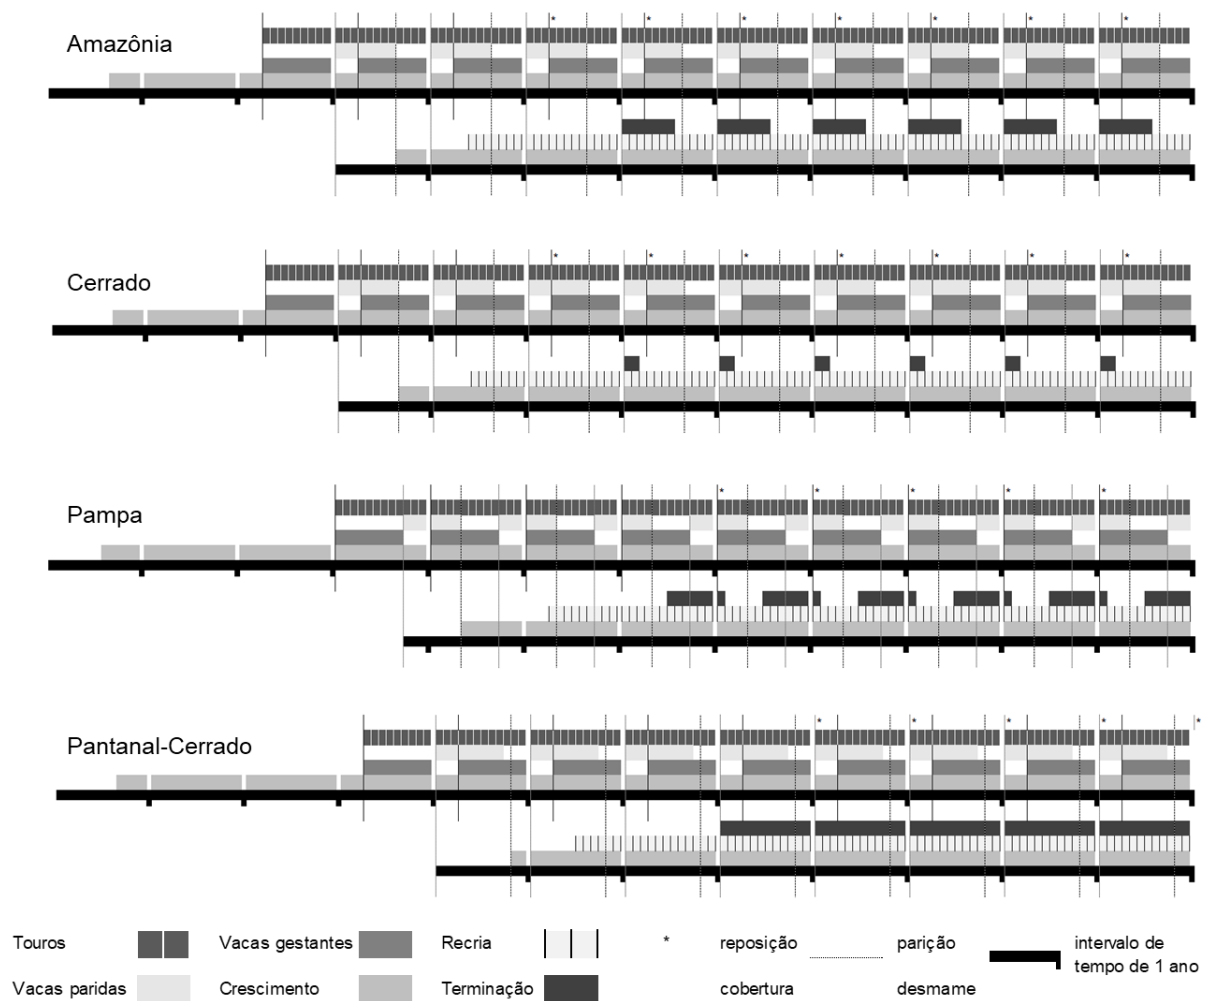 * * * * * * *
Amazônia
* * * * * * *
Cerrado
* * * * *
Pampa
* * * * *
Pantanal-Cerrado
Touros Vacas gestantes Recria * reposição parição intervalo de
tempo de 1 ano
Vacas paridas Crescimento Terminação cobertura desmame